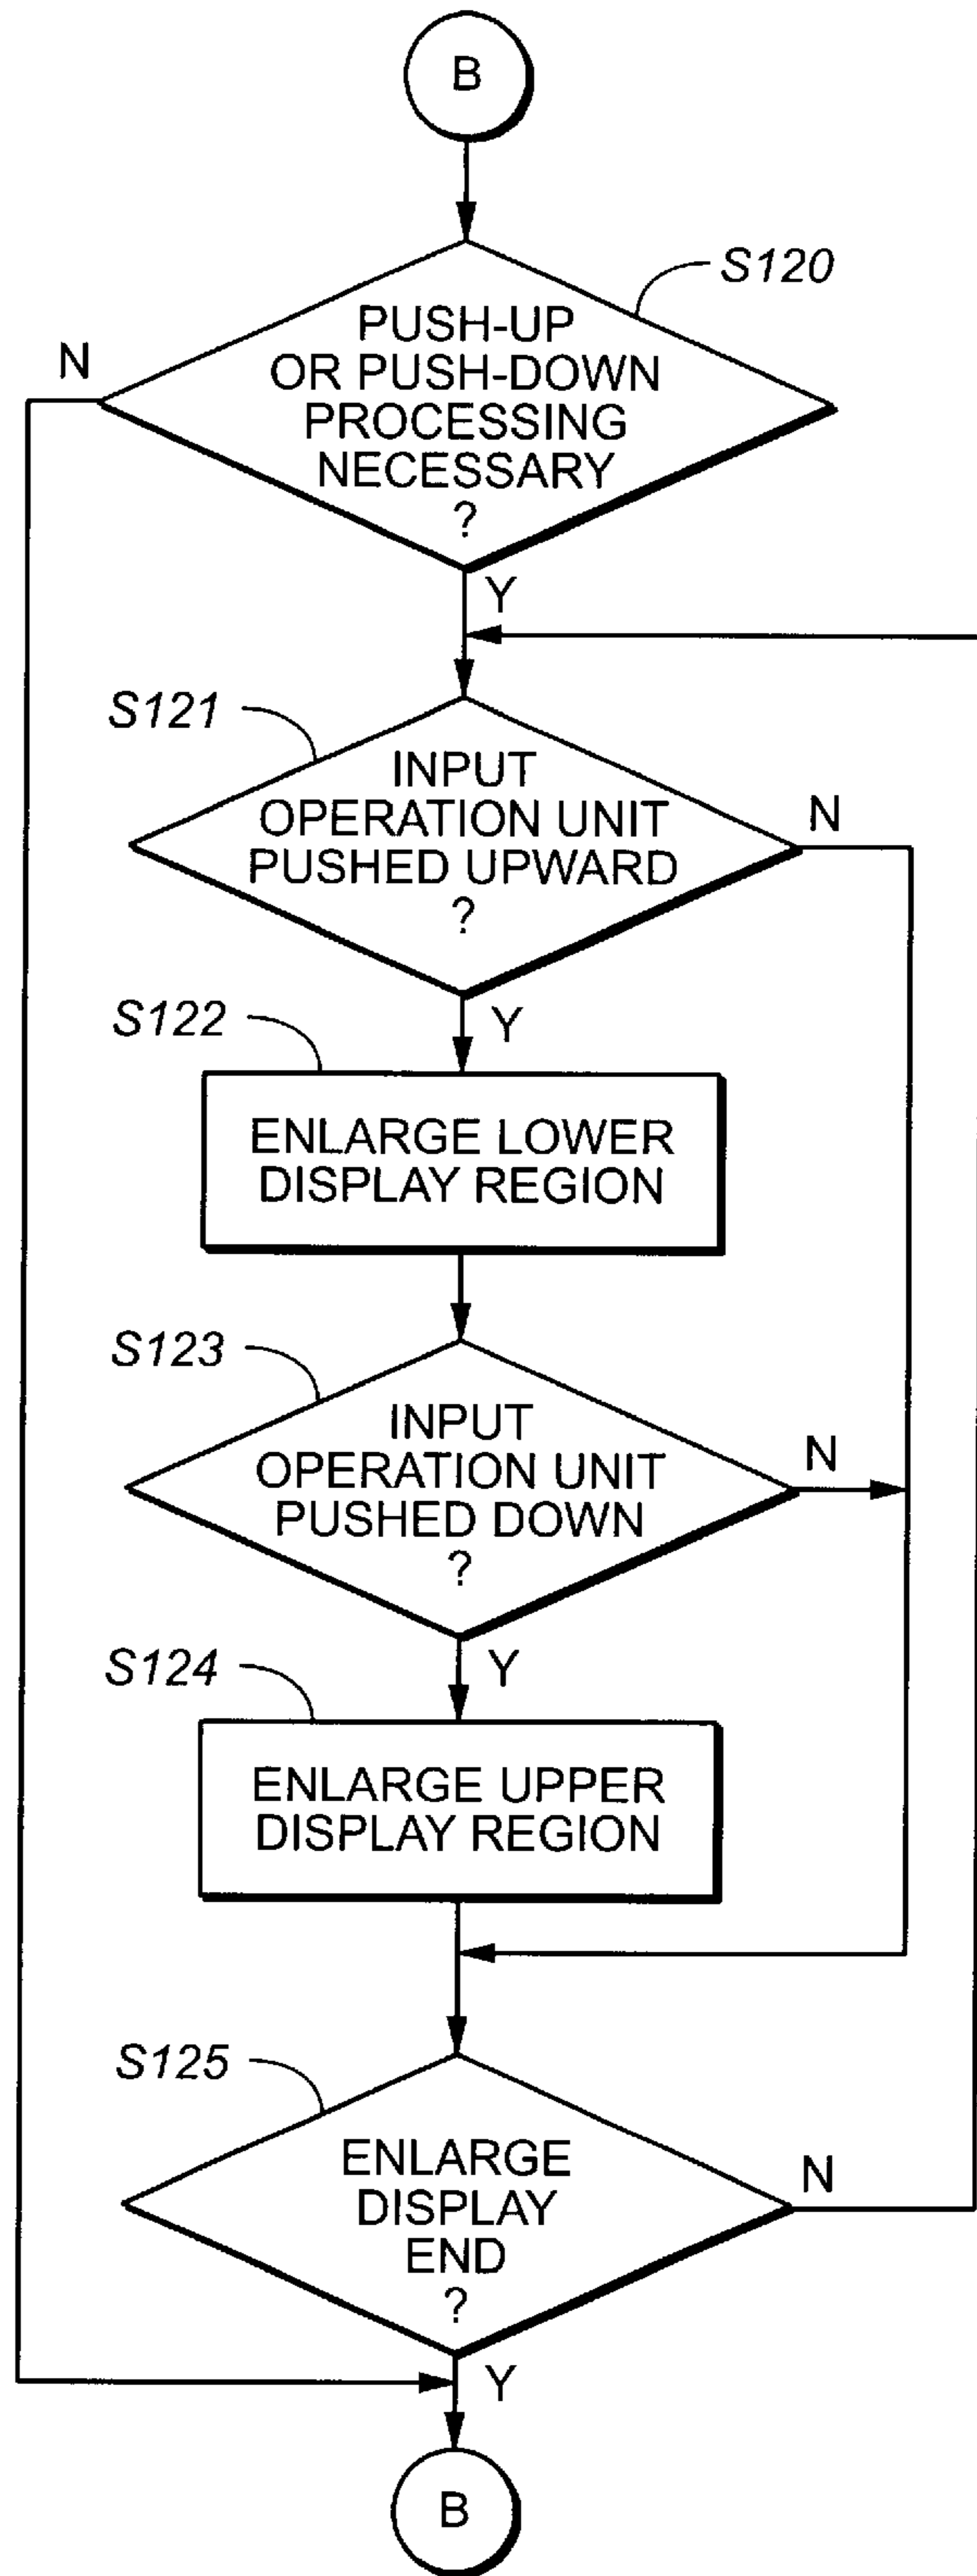 B
S120
PUSH-UP
OR PUSH-DOWN
PROCESSING
NECESSARY
?
N
Y
S121
INPUT
OPERATION UNIT
PUSHED UPWARD
?
N
Y
S122
ENLARGE LOWER
DISPLAY REGION
S123
INPUT
OPERATION UNIT
PUSHED DOWN
?
N
Y
S124
ENLARGE UPPER
DISPLAY REGION
S125
ENLARGE
DISPLAY
END
?
N
Y
B